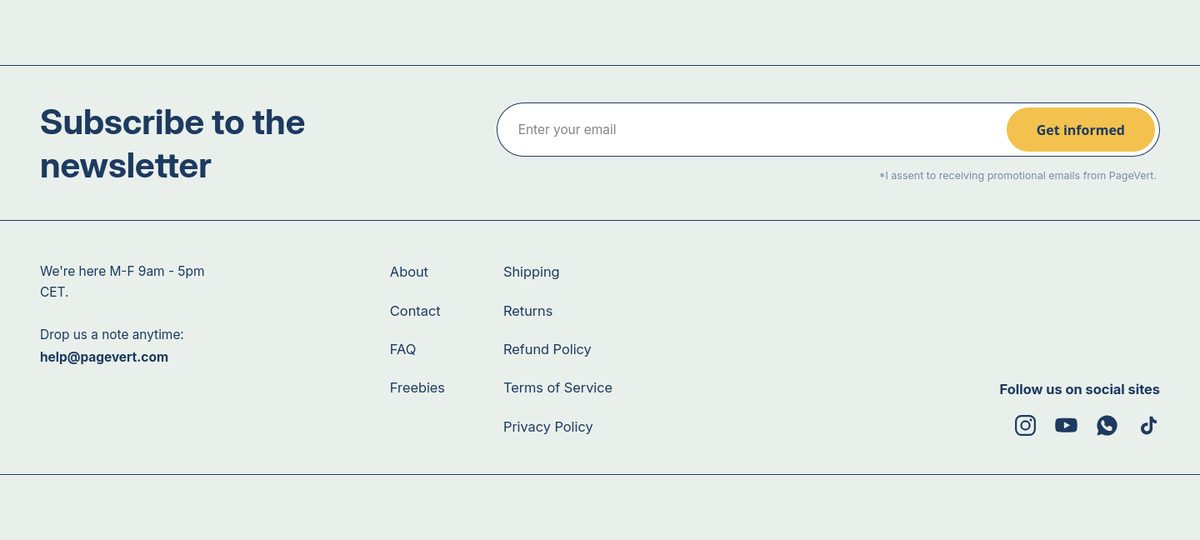 Subscribe to the
newsletter
Enter your email
Get informed
*I assent to receiving promotional emails from PageVert.
We're here M-F 9am - 5pm
CET.
Drop us a note anytime:
help@pagevert.com
About
Contact
FAQ
Freebies
Shipping
Returns
Refund Policy
Terms of Service
Privacy Policy
Follow us on social sites